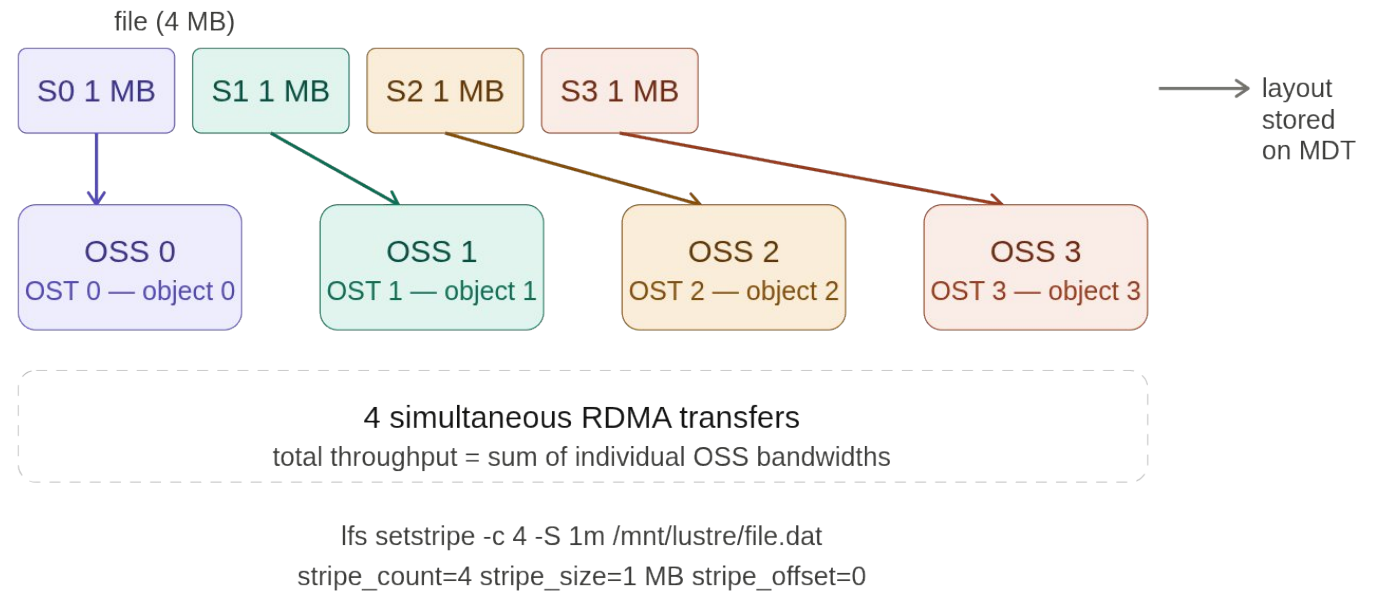 file (4 MB)
S0 1 MB
S1 1 MB
S2 1 MB
S3 1 MB
layout
stored
on MDT
OSS 0
OST 0 — object 0
OSS 1
OST 1 — object 1
OSS 2
OST 2 — object 2
OSS 3
OST 3 — object 3
4 simultaneous RDMA transfers
total throughput = sum of individual OSS bandwidths
lfs setstripe -c 4 -S 1m /mnt/lustre/file.dat
stripe_count=4 stripe_size=1 MB stripe_offset=0